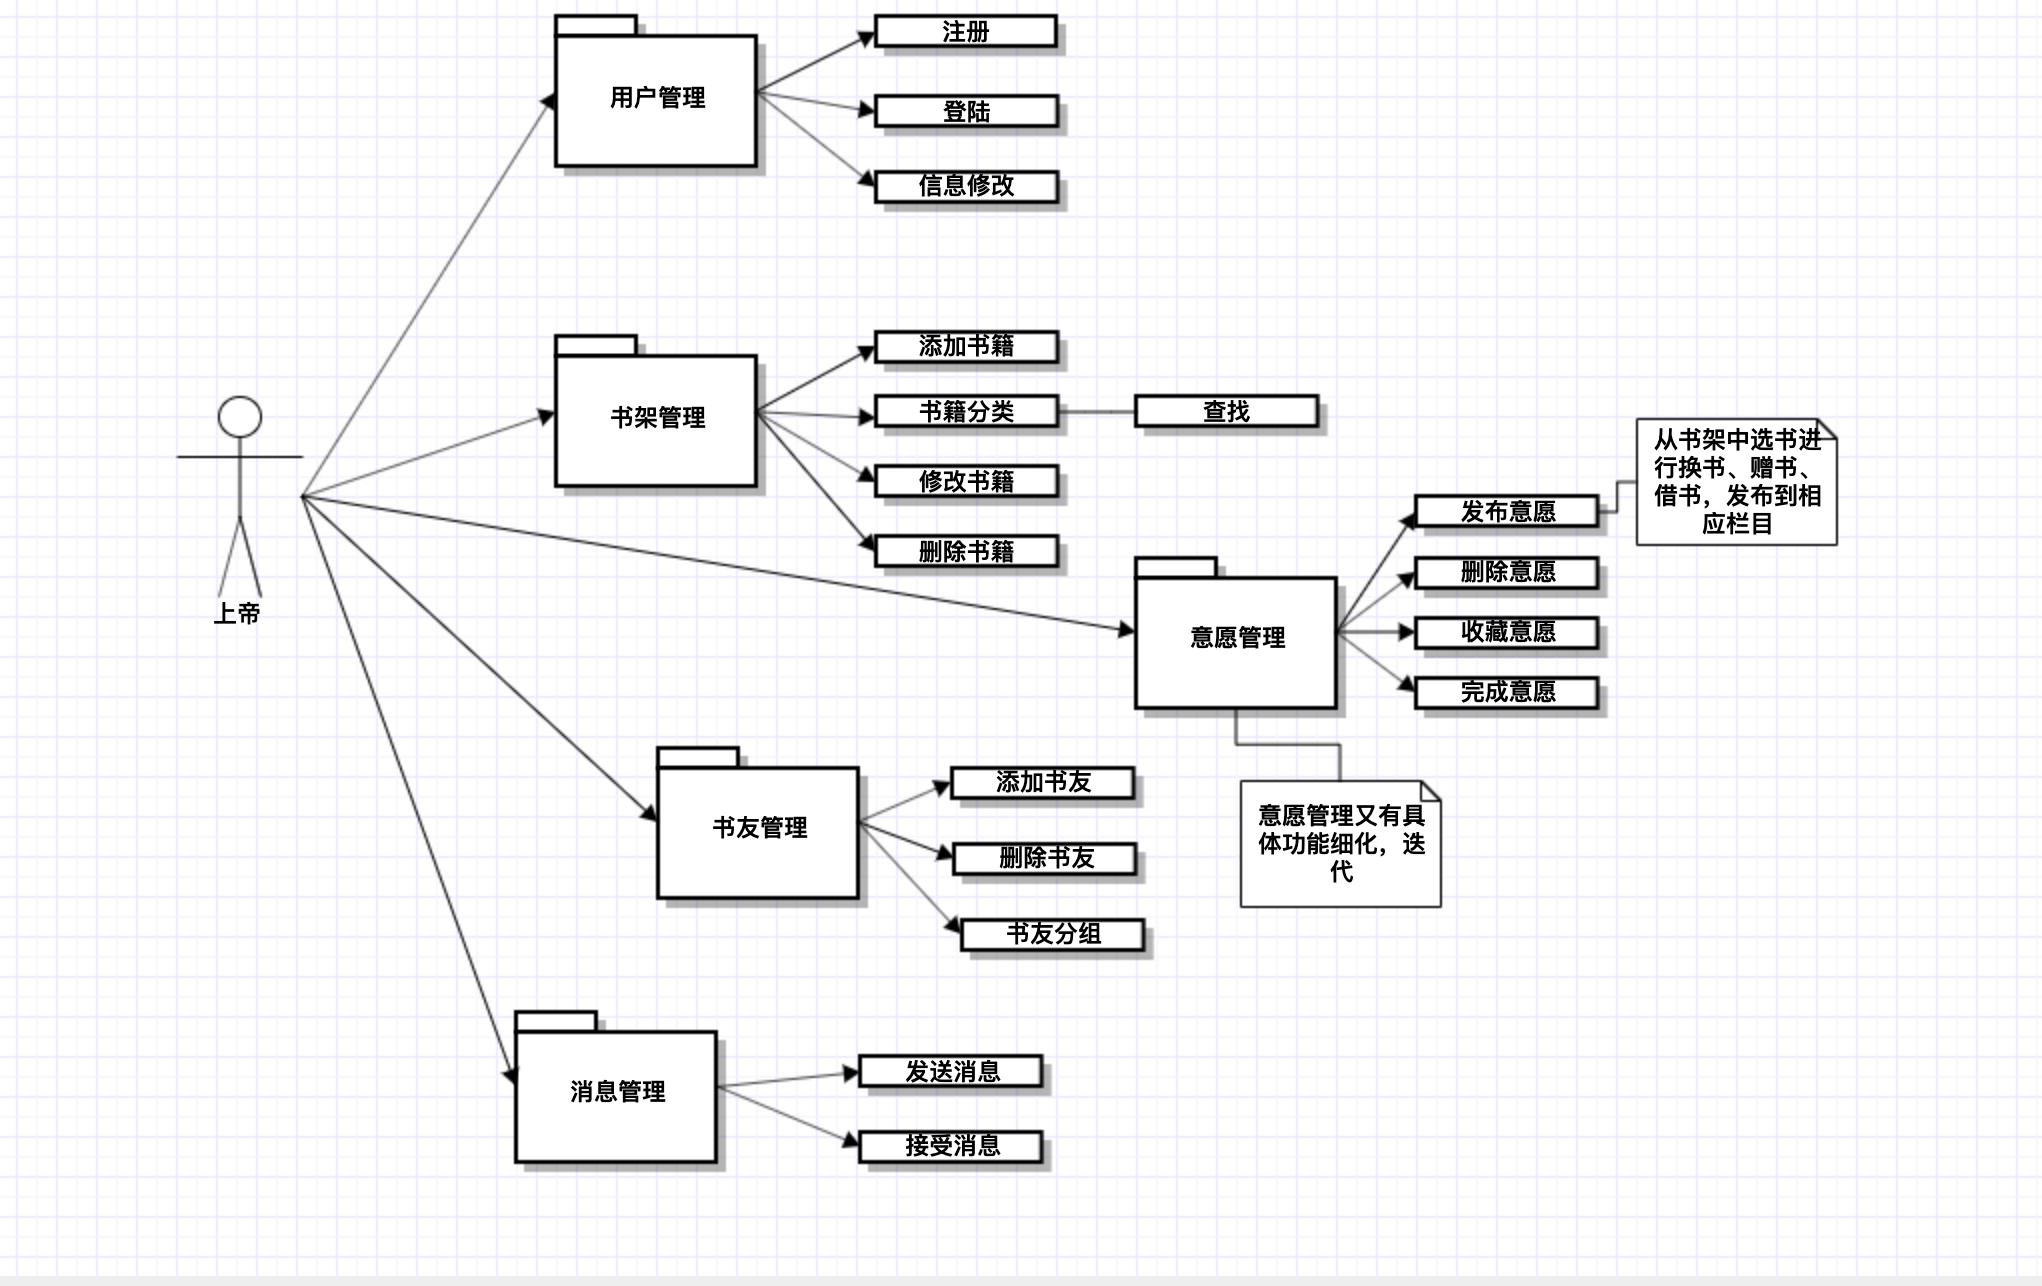 用户管理
注册
登陆
信息修改
书架管理
添加书籍
书籍分类
查找
修改书籍
删除书籍
上帝
意愿管理
发布意愿
删除意愿
收藏意愿
完成意愿
从书架中选书进
行换书、赠书、
借书，发布到相
应栏目
意愿管理又有具
体功能细化，迭
代
书友管理
添加书友
删除书友
书友分组
消息管理
发送消息
接受消息